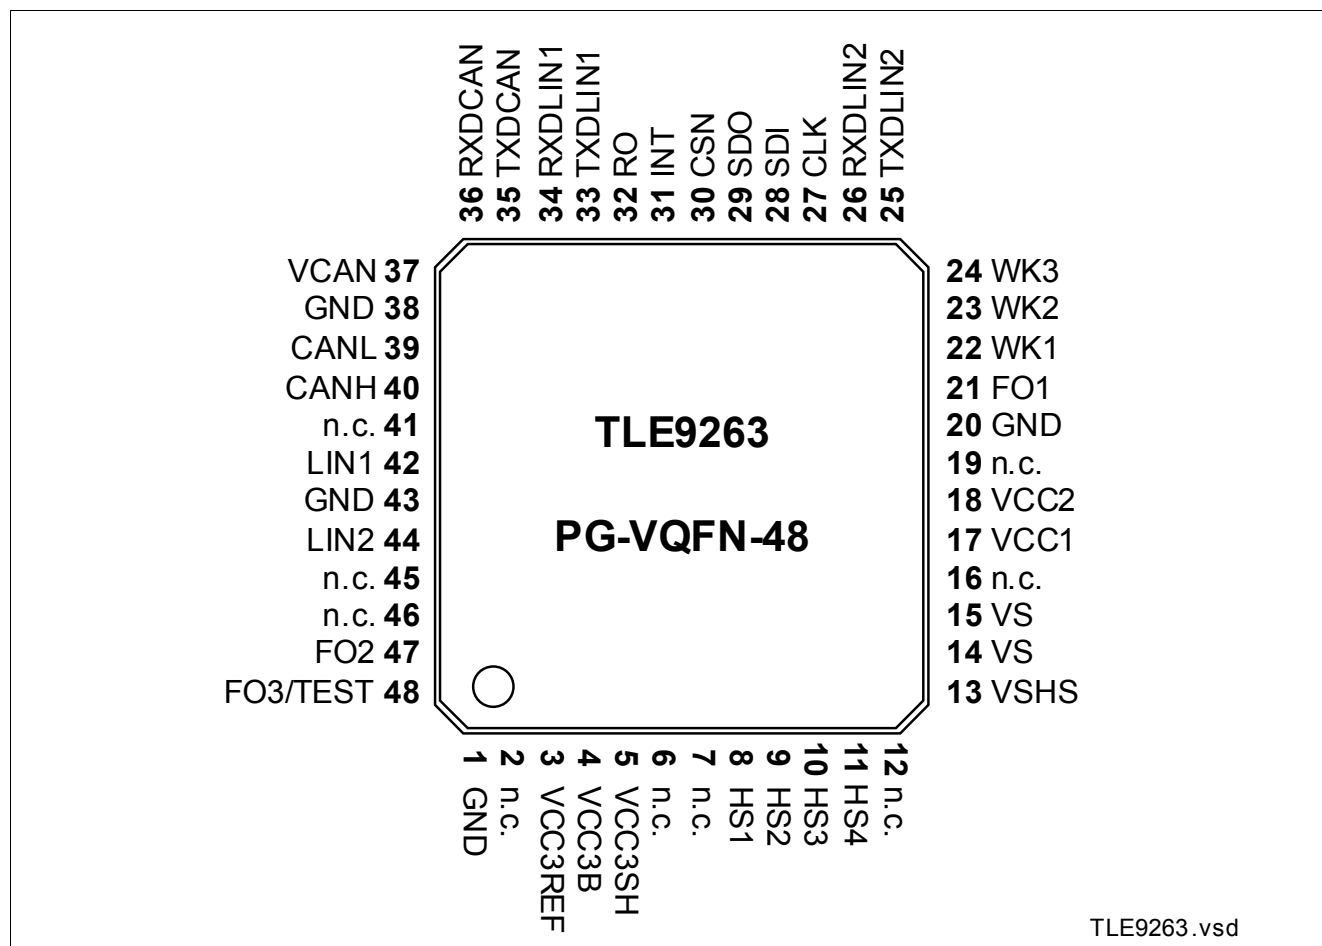 36 RXDCAN
35 TXDCAN
34 RXDLIN1
33 TXDLIN1
32 RO
31 INT
30 CSN
29 SDO
28 SDI
27 CLK
26 RXDLIN2
25 TXDLIN2
VCAN 37
GND 38
CANL 39
CANH 40
n.c. 41
LIN1 42
GND 43
LIN2 44
n.c. 45
n.c. 46
FO2 47
FO3/TEST 48
TLE9263
PG-VQFN-48
24 WK3
23 WK2
22 WK1
21 FO1
20 GND
19 n.c.
18 VCC2
17 VCC1
16 n.c.
15 VS
14 VS
13 VSHS
1 GND
2 n.c.
3 VCC3REF
4 VCC3B
5 VCC3SH
6 n.c.
7 n.c.
8 HS1
9 HS2
10 HS3
11 HS4
12 n.c.
TLE9263.vsd